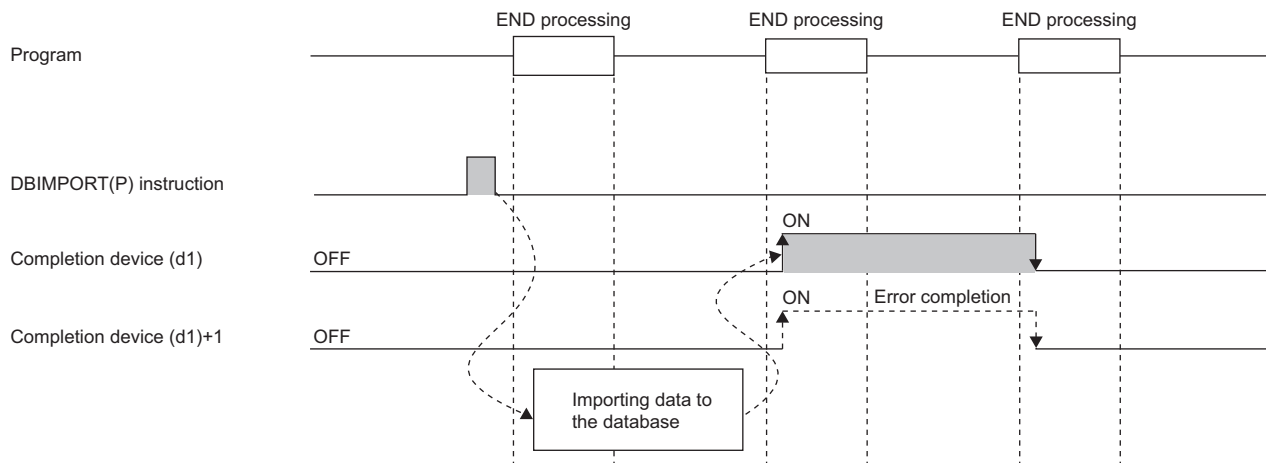 END processing
END processing
END processing
Program
DBIMPORT(P) instruction
ON
Completion device (d1)
OFF
ON
Error completion
Completion device (d1)+1
OFF
Importing data to
the database